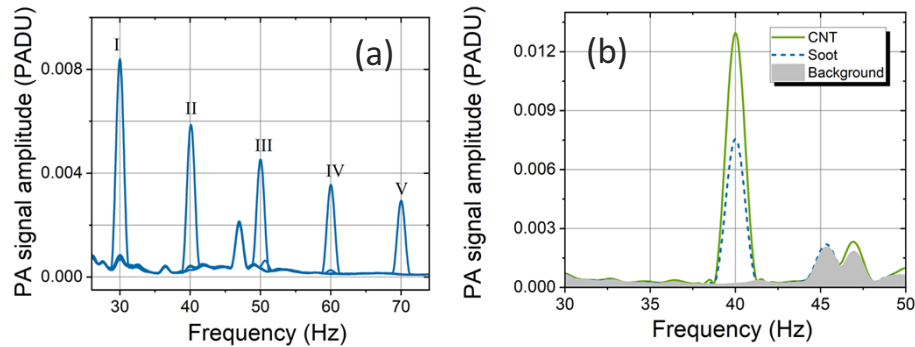 (a)
I
II
III
IV
V
0.008
0.004
0.000
30 40 50 60 70
PA signal amplitude (PADU)
Frequency (Hz)
(b)
CNT
Soot
Background
0.012
0.009
0.006
0.003
0.000
30 35 40 45 50
PA signal amplitude (PADU)
Frequency (Hz)